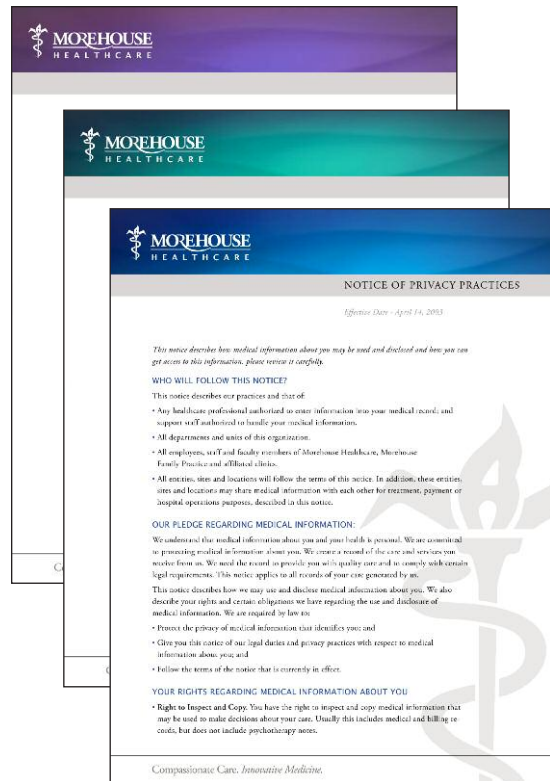 MOREHOUSE
HEALTHCARE
MOREHOUSE
HEALTHCARE
MOREHOUSE
HEALTHCARE
NOTICE OF PRIVACY PRACTICES
Effective Date - April 14, 2003
This notice describes how medical information about you may be used and disclosed and how you can
get access to this information. please review it carefully.
WHO WILL FOLLOW THIS NOTICE?
This notice describes our practices and that of:
• Any healthcare professional authorized to enter information into your medical record; and
support staff authorized to handle your medical information.
• All departments and units of this organization.
• All employees, staff and faculty members of Morehouse Healthcare, Morehouse
Family Practice and affiliated clinics.
• All entities, sites and locations will follow the terms of this notice. In addition, these entities,
sites and locations may share medical information with each other for treatment, payment or
hospital operations purposes, described in this notice.
OUR PLEDGE REGARDING MEDICAL INFORMATION:
We understand that medical information about you and your health is personal. We are committed
to protecting medical information about you. We create a record of the care and services you
receive from us. We need the record to provide you with quality care and to comply with certain
legal requirements. This notice applies to all records of your care generated by us.
This notice describes how we may use and disclose medical information about you. We also
describe your rights and certain obligations we have regarding the use and disclosure of
medical information. We are required by law to:
• Protect the privacy of medical information that identifies you; and
• Give you this notice of our legal duties and privacy practices with respect to medical
information about you; and
• Follow the terms of the notice that is currently in effect.
YOUR RIGHTS REGARDING MEDICAL INFORMATION ABOUT YOU
• Right to Inspect and Copy. You have the right to inspect and copy medical information that
may be used to make decisions about your care. Usually this includes medical and billing re-
cords, but does not include psychotherapy notes.
Compassionate Care. Innovative Medicine.